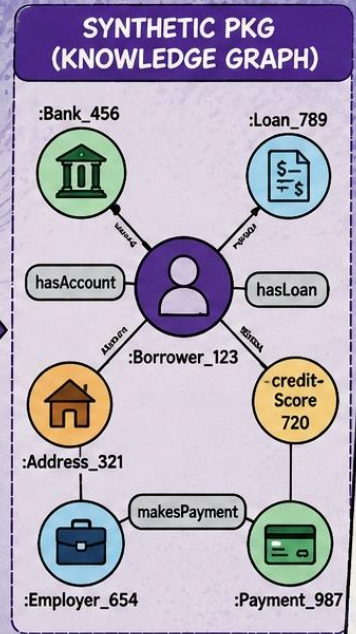 SYNTHETIC PKG
(KNOWLEDGE GRAPH)
:Bank_456
:Loan_789
hasAccount
hasLoan
:Borrower_123
-credit-
Score
720
:Address_321
makesPayment
:Employer_654
:Payment_987